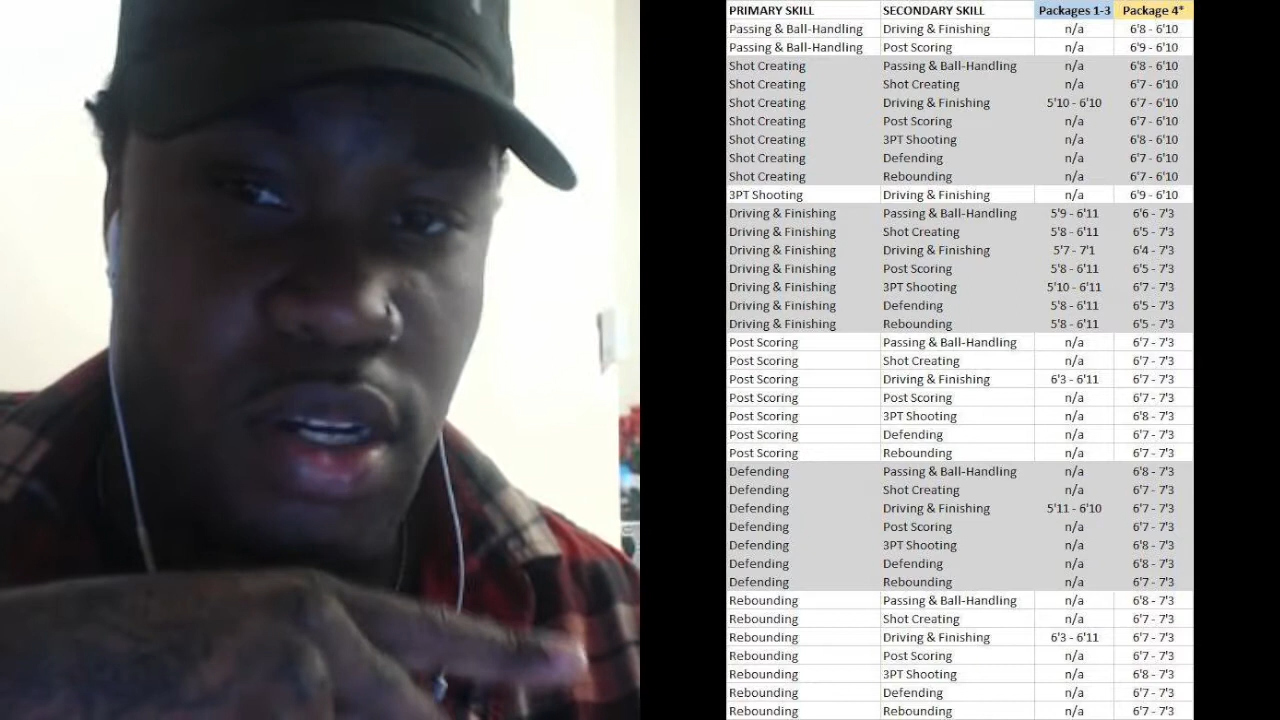 PRIMARY SKILL SECONDARY SKILL Packages 1-3 Package 4*
Passing & Ball-Handling Driving & Finishing n/a 6'8 - 6'10
Passing & Ball-Handling Post Scoring n/a 6'9 - 6'10
Shot Creating Passing & Ball-Handling n/a 6'8 - 6'10
Shot Creating Shot Creating n/a 6'7 - 6'10
Shot Creating Driving & Finishing 5'10 - 6'10 6'7 - 6'10
Shot Creating Post Scoring n/a 6'7 - 6'10
Shot Creating 3PT Shooting n/a 6'8 - 6'10
Shot Creating Defending n/a 6'7 - 6'10
Shot Creating Rebounding n/a 6'7 - 6'10
3PT Shooting Driving & Finishing n/a 6'9 - 6'10
Driving & Finishing Passing & Ball-Handling 5'9 - 6'11 6'6 - 7'3
Driving & Finishing Shot Creating 5'8 - 6'11 6'5 - 7'3
Driving & Finishing Driving & Finishing 5'7 - 7'1 6'4 - 7'3
Driving & Finishing Post Scoring 5'8 - 6'11 6'5 - 7'3
Driving & Finishing 3PT Shooting 5'10 - 6'11 6'7 - 7'3
Driving & Finishing Defending 5'8 - 6'11 6'5 - 7'3
Driving & Finishing Rebounding 5'8 - 6'11 6'5 - 7'3
Post Scoring Passing & Ball-Handling n/a 6'7 - 7'3
Post Scoring Shot Creating n/a 6'7 - 7'3
Post Scoring Driving & Finishing 6'3 - 6'11 6'7 - 7'3
Post Scoring Post Scoring n/a 6'7 - 7'3
Post Scoring 3PT Shooting n/a 6'8 - 7'3
Post Scoring Defending n/a 6'7 - 7'3
Post Scoring Rebounding n/a 6'7 - 7'3
Defending Passing & Ball-Handling n/a 6'8 - 7'3
Defending Shot Creating n/a 6'7 - 7'3
Defending Driving & Finishing 5'11 - 6'10 6'7 - 7'3
Defending Post Scoring n/a 6'7 - 7'3
Defending 3PT Shooting n/a 6'8 - 7'3
Defending Defending n/a 6'8 - 7'3
Defending Rebounding n/a 6'7 - 7'3
Rebounding Passing & Ball-Handling n/a 6'8 - 7'3
Rebounding Shot Creating n/a 6'7 - 7'3
Rebounding Driving & Finishing 6'3 - 6'11 6'7 - 7'3
Rebounding Post Scoring n/a 6'7 - 7'3
Rebounding 3PT Shooting n/a 6'8 - 7'3
Rebounding Defending n/a 6'7 - 7'3
Rebounding Rebounding n/a 6'7 - 7'3